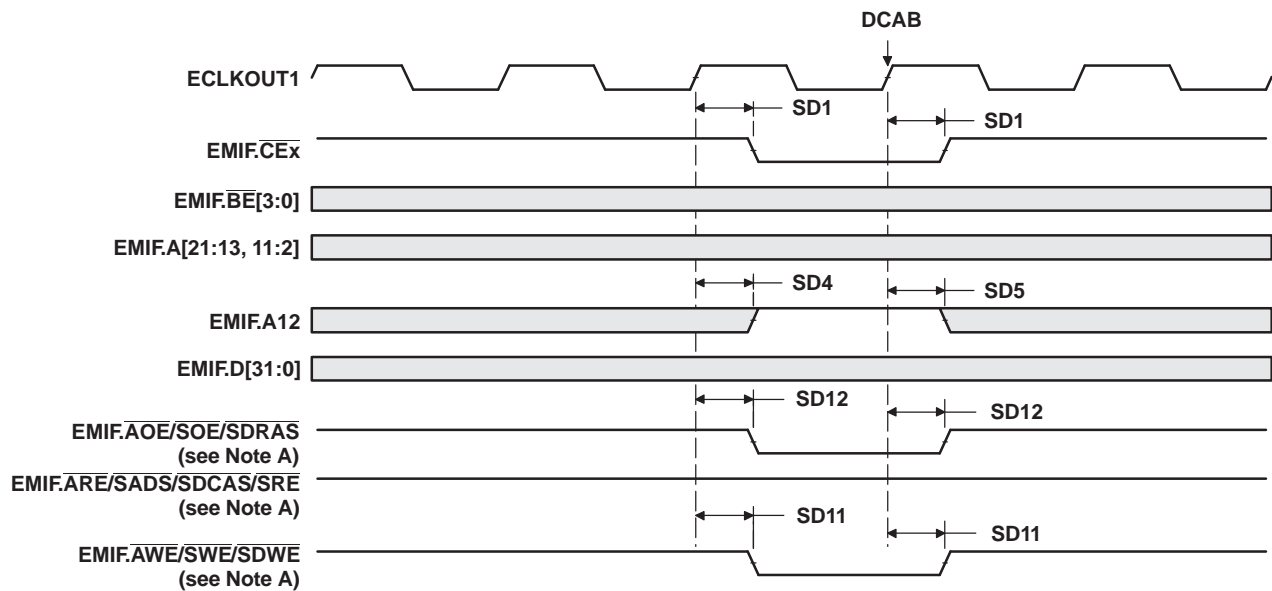 DCAB
ECLKOUT1
SD1
SD1
EMIF.CEx
EMIF.BE[3:0]
EMIF.A[21:13, 11:2]
SD4
SD5
EMIF.A12
EMIF.D[31:0]
SD12
SD12
EMIF.AOE/SOE/SDRAS
(see Note A)
EMIF.ARE/SADS/SDCAS/SRE
(see Note A)
SD11
SD11
EMIF.AWE/SWE/SDWE
(see Note A)